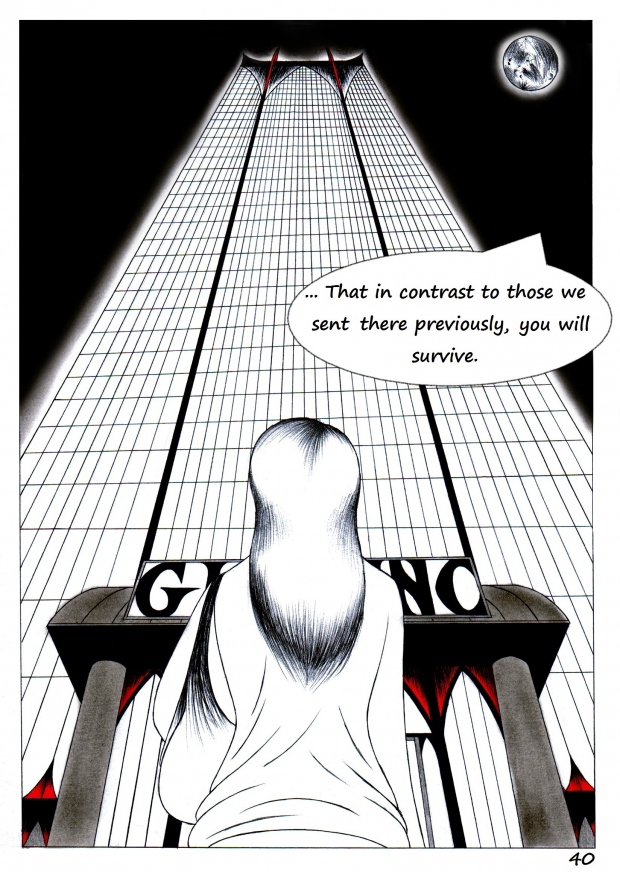 ... That in contrast to those we
sent there previously, you will
survive.
40